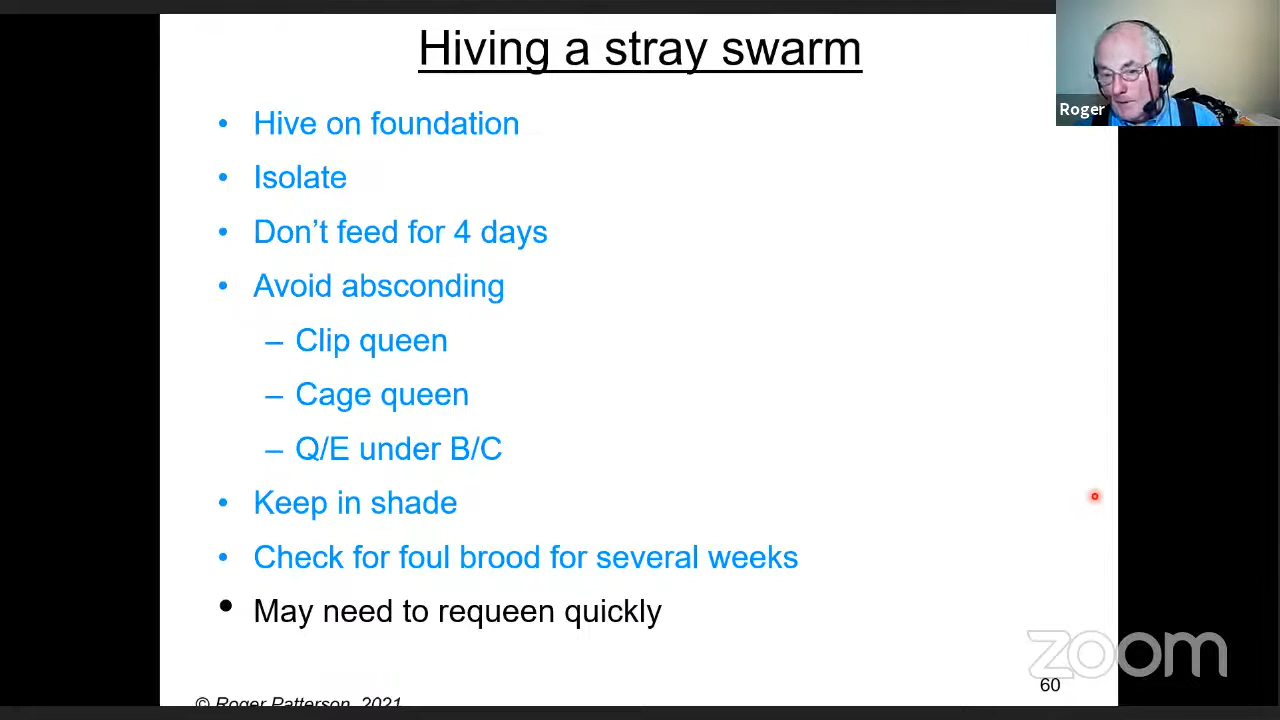 Hiving a stray swarm
Roger
• Hive on foundation
• Isolate
• Don’t feed for 4 days
• Avoid absconding
– Clip queen
– Cage queen
– Q/E under B/C
• Keep in shade
• Check for foul brood for several weeks
• May need to requeen quickly
zoom
60
© Roger Patterson, 2021